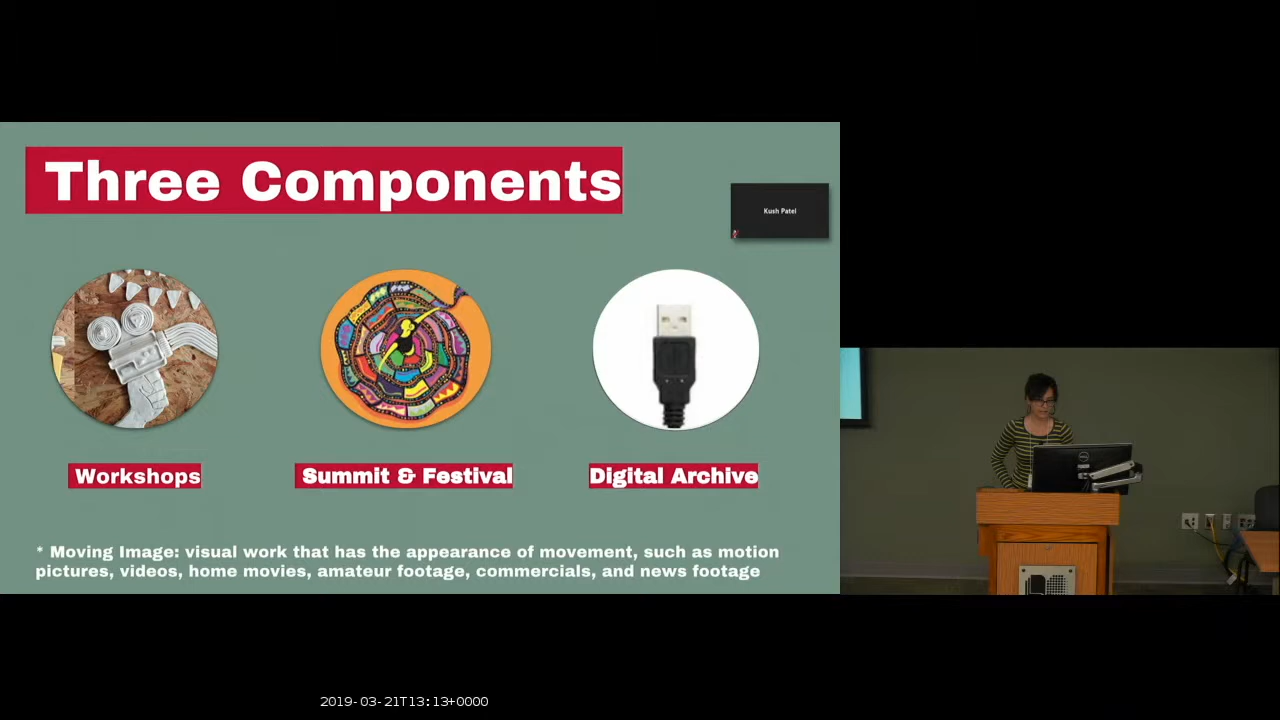 Three Components
Kush Patel
Workshops
Summit & Festival
Digital Archive
* Moving Image: visual work that has the appearance of movement, such as motion
pictures, videos, home movies, amateur footage, commercials, and news footage
DELL
2019-03-21T13:13+0000